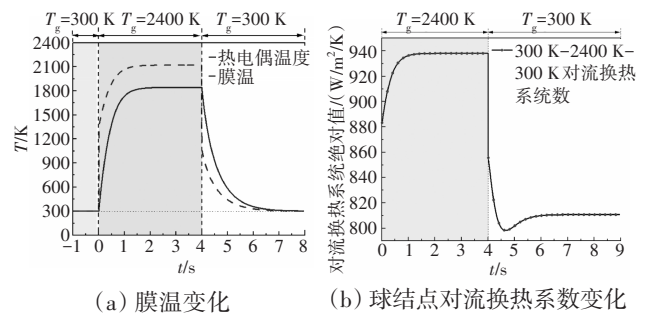 T_g=300 K T_g=2400 K T_g=300 K
2400
2100
1800
1500
1200
900
600
300
0
T/K
-热电偶温度
-膜温
-1 0 1 2 3 4 5 6 7 8
t/s
(a) 膜温变化
T_g=2400 K T_g=300 K
940
920
900
880
860
840
820
800
对流换热系统绝对值/(W/m²/K)
300 K-2400 K-
300 K对流换热
系统数
0 1 2 3 4 5 6 7 8 9
t/s
(b) 球结点对流换热系数变化